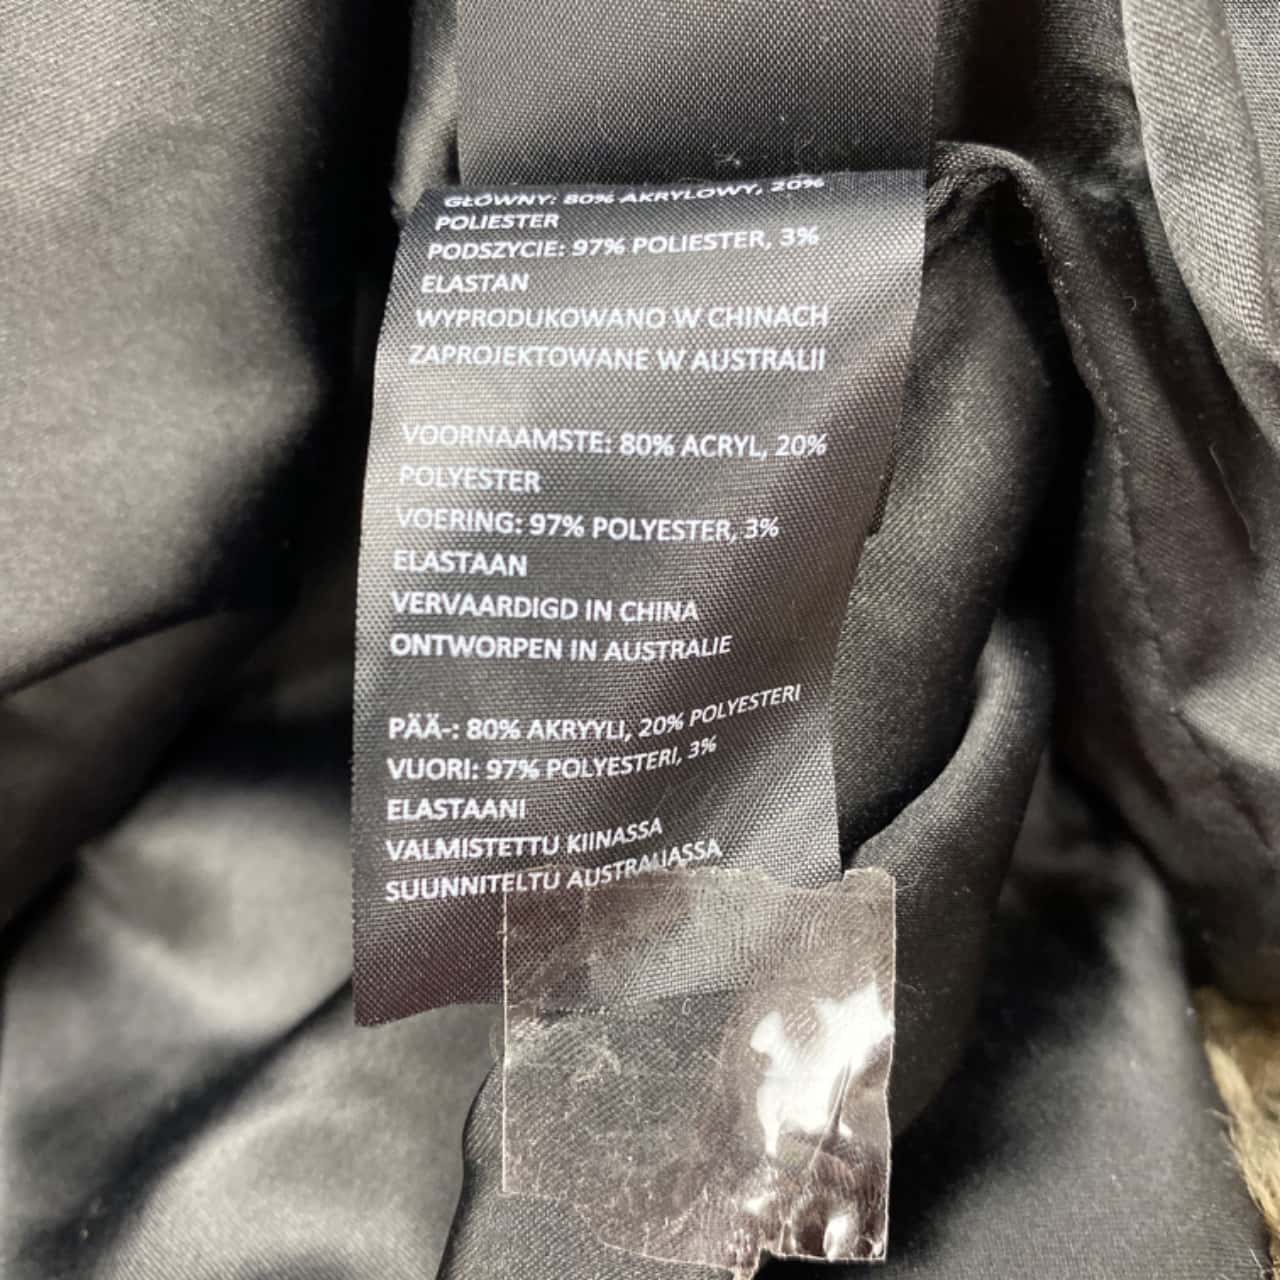 GŁÓWNY: 80% AKRYLOWY, 20%
POLIESTER
PODSZYCIE: 97% POLIESTER, 3%
ELASTAN
WYPRODUKOWANO W CHINACH
ZAPROJEKTOWANE W AUSTRALII
VOORNAAMSTE: 80% ACRYL, 20%
POLYESTER
VOERING: 97% POLYESTER, 3%
ELASTAAN
VERVAARDIGD IN CHINA
ONTWORPEN IN AUSTRALIE
PÄÄ-: 80% AKRYYLI, 20% POLYESTERI
VUORI: 97% POLYESTERI, 3%
ELASTAANI
VALMISTETTU KIINASSA
SUUNNITELTU AUSTRALIASSA